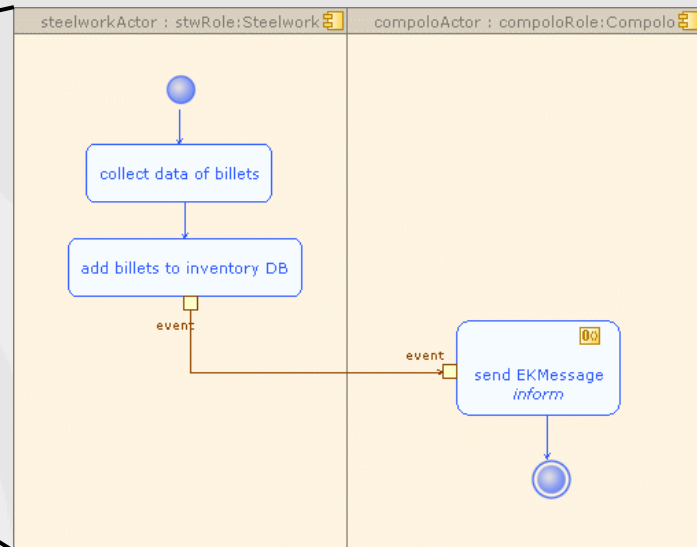 steelworkActor : stwRole:Steelwork
compoloActor : compoloRole:Compolo
collect data of billets
add billets to inventory DB
event
event
send EKMessage
inform